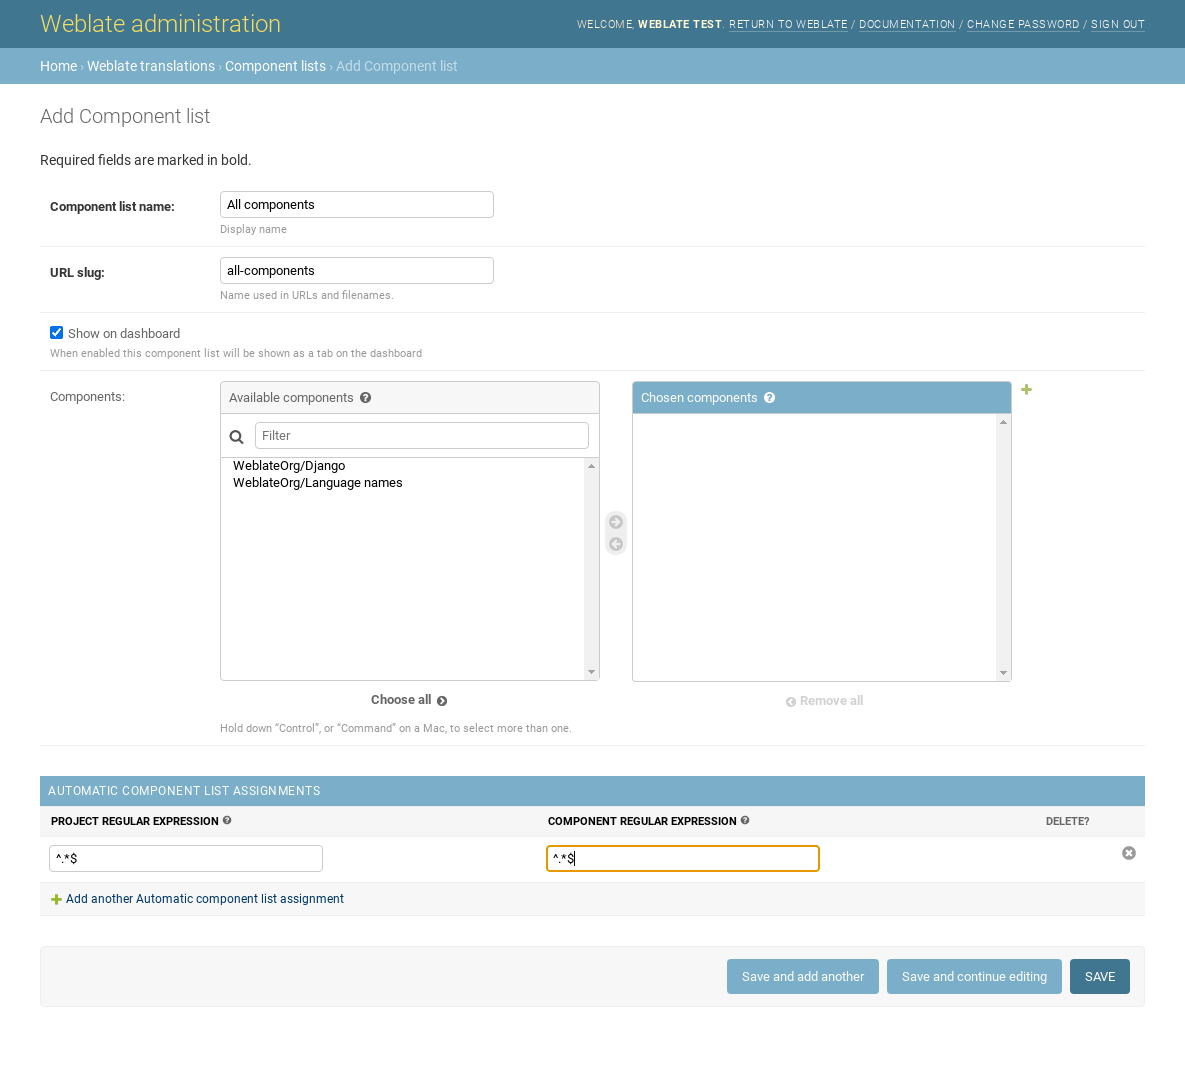 Weblate administration
WELCOME, WEBLATE TEST. RETURN TO WEBLATE / DOCUMENTATION / CHANGE PASSWORD / SIGN OUT
Home › Weblate translations › Component lists › Add Component list
Add Component list
Required fields are marked in bold.
Component list name:
All components
Display name
URL slug:
all-components
Name used in URLs and filenames.
Show on dashboard
When enabled this component list will be shown as a tab on the dashboard
Components:
Available components
Filter
WeblateOrg/Django
WeblateOrg/Language names
Choose all
Chosen components
Remove all
Hold down “Control”, or “Command” on a Mac, to select more than one.
AUTOMATIC COMPONENT LIST ASSIGNMENTS
PROJECT REGULAR EXPRESSION COMPONENT REGULAR EXPRESSION DELETE?
^.*$ ^.*$
Add another Automatic component list assignment
Save and add another Save and continue editing SAVE